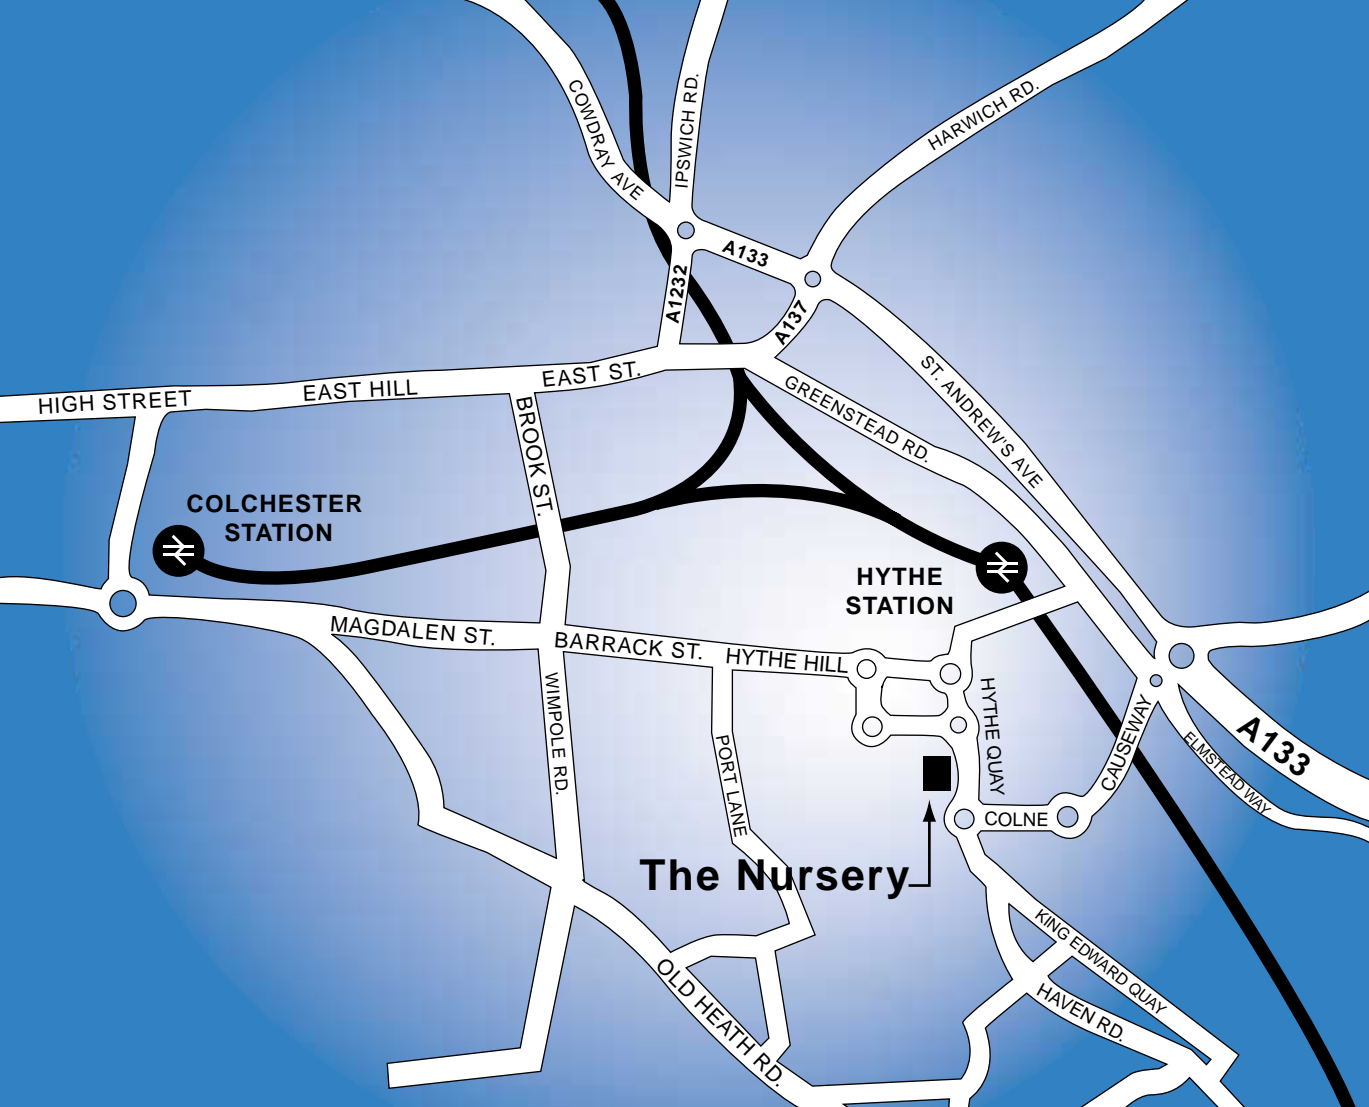 COWDRAY AVE
IPSWICH RD.
HARWICH RD.
A133
A1232
A137
HIGH STREET
EAST HILL
EAST ST.
BROOK ST.
GREENSTEAD RD.
ST. ANDREW'S AVE
COLCHESTER
STATION
HYTHE
STATION
MAGDALEN ST.
BARRACK ST.
HYTHE HILL
WIMPOLE RD.
PORT LANE
HYTHE QUAY
CAUSEWAY
A133
ELMSTEAD WAY
COLNE
The Nursery
KING EDWARD QUAY
HAVEN RD.
OLD HEATH RD.